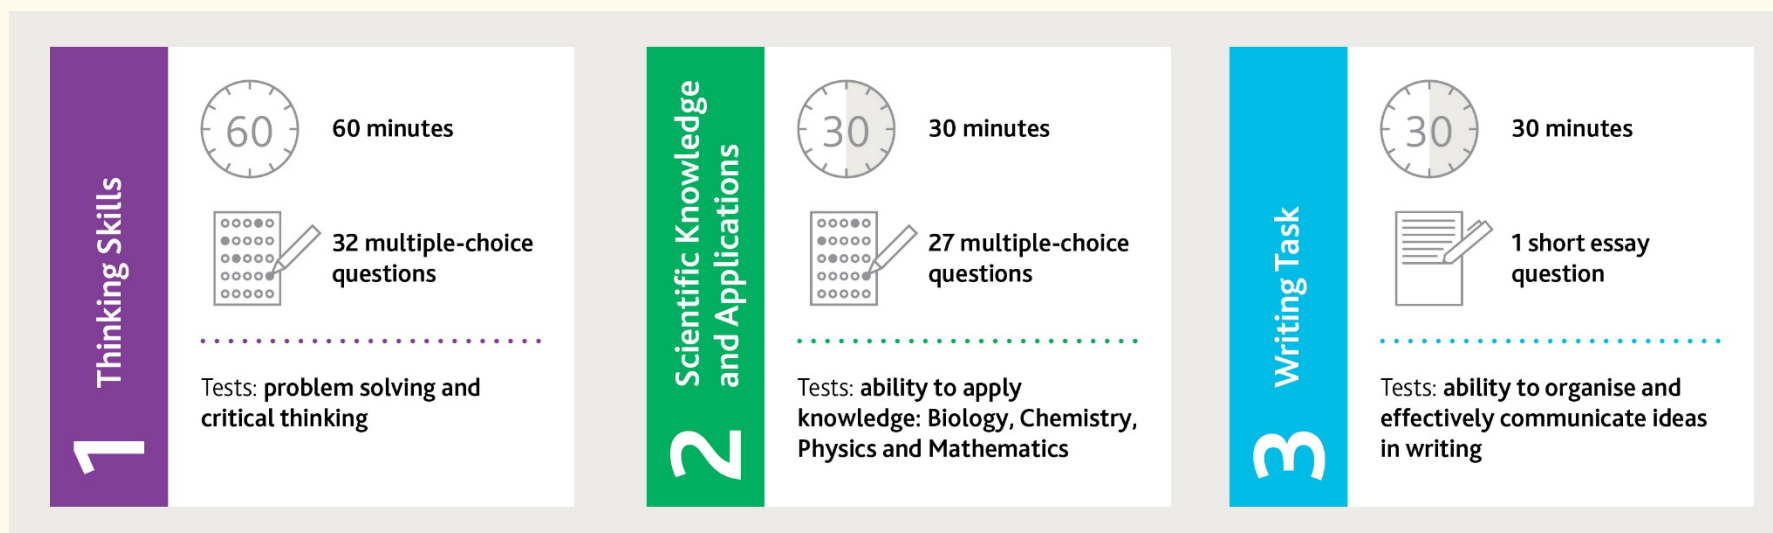 1 Thinking Skills
60
60 minutes
32 multiple-choice
questions
Tests: problem solving and
critical thinking
2 Scientific Knowledge
and Applications
30
30 minutes
27 multiple-choice
questions
Tests: ability to apply
knowledge: Biology, Chemistry,
Physics and Mathematics
3 Writing Task
30
30 minutes
1 short essay
question
Tests: ability to organise and
effectively communicate ideas
in writing